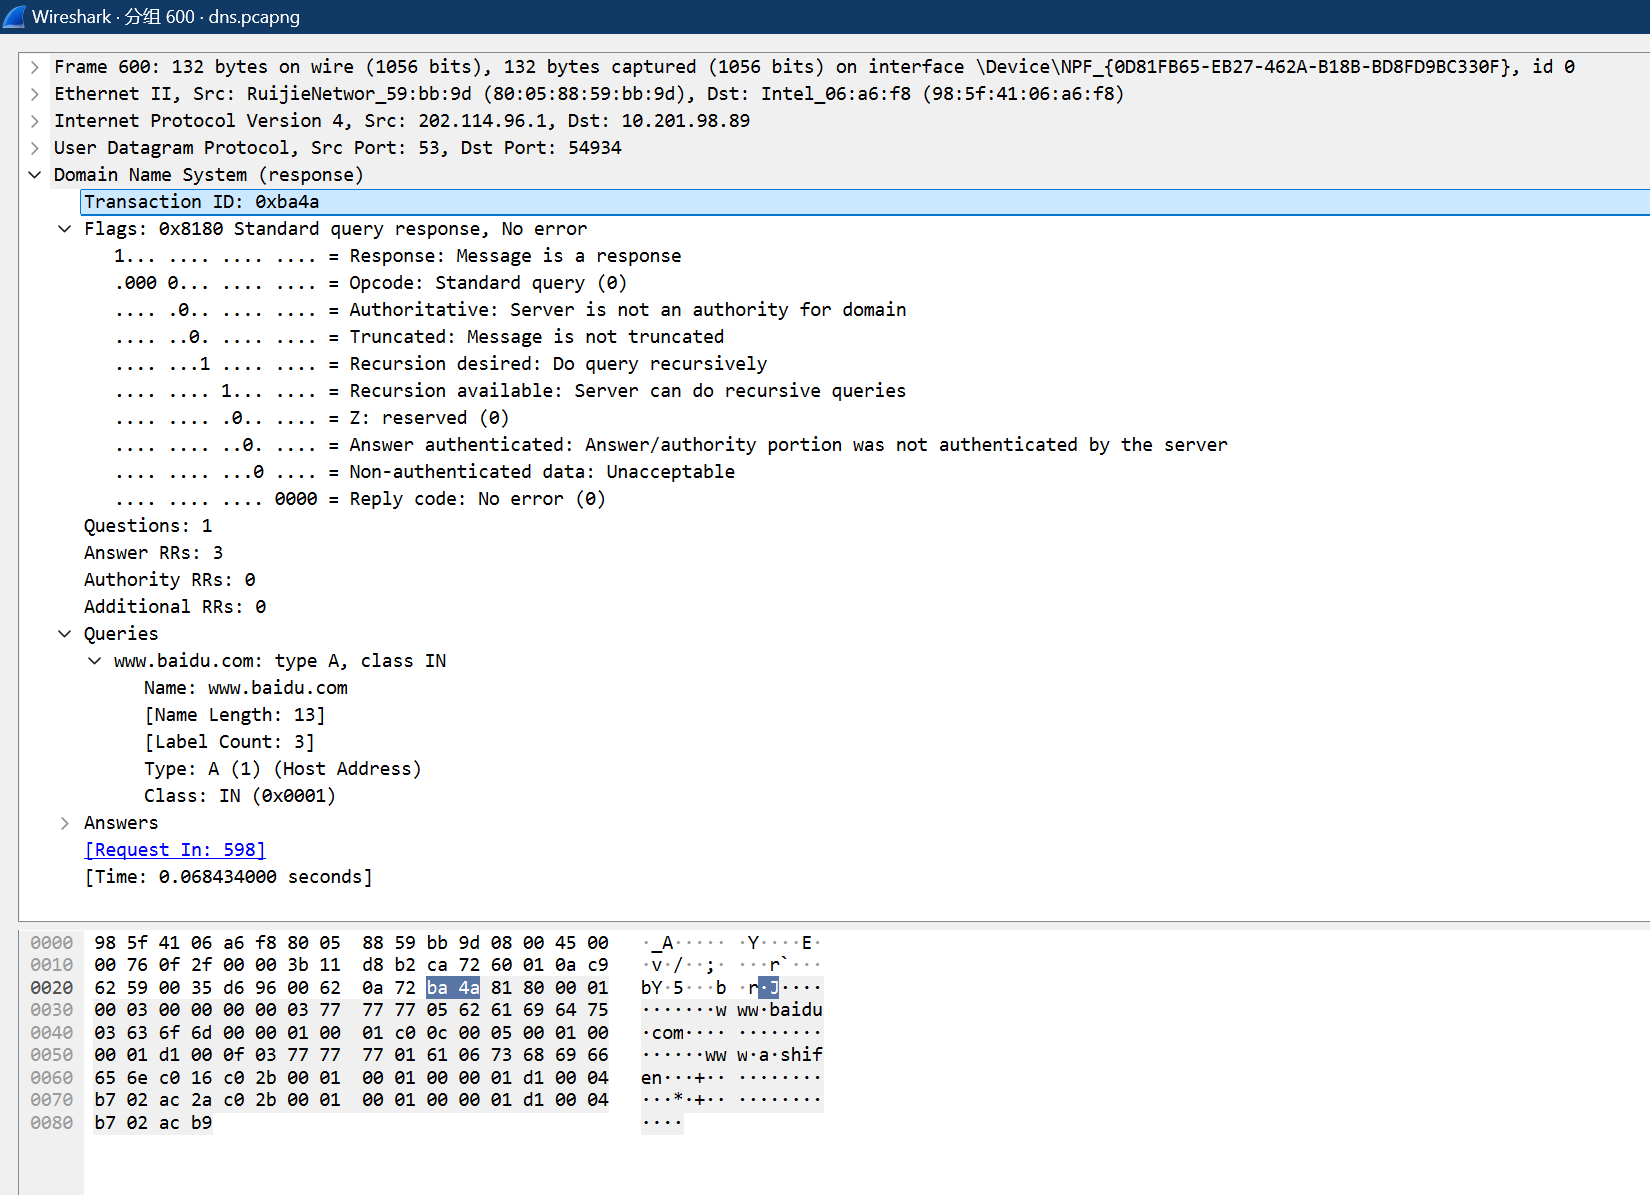 Wireshark · 分组 600 · dns.pcapng
Frame 600: 132 bytes on wire (1056 bits), 132 bytes captured (1056 bits) on interface \Device\NPF_{0D81FB65-EB27-462A-B18B-BD8FD9BC330F}, id 0
Ethernet II, Src: RuijieNetwor_59:bb:9d (80:05:88:59:bb:9d), Dst: Intel_06:a6:f8 (98:5f:41:06:a6:f8)
Internet Protocol Version 4, Src: 202.114.96.1, Dst: 10.201.98.89
User Datagram Protocol, Src Port: 53, Dst Port: 54934
Domain Name System (response)
Transaction ID: 0xba4a
Flags: 0x8180 Standard query response, No error
1... .... .... .... = Response: Message is a response
.000 0... .... .... = Opcode: Standard query (0)
.... .0.. .... .... = Authoritative: Server is not an authority for domain
.... ..0. .... .... = Truncated: Message is not truncated
.... ...1 .... .... = Recursion desired: Do query recursively
.... .... 1... .... = Recursion available: Server can do recursive queries
.... .... .0.. .... = Z: reserved (0)
.... .... ..0. .... = Answer authenticated: Answer/authority portion was not authenticated by the server
.... .... ...0 .... = Non-authenticated data: Unacceptable
.... .... .... 0000 = Reply code: No error (0)
Questions: 1
Answer RRs: 3
Authority RRs: 0
Additional RRs: 0
Queries
www.baidu.com: type A, class IN
Name: www.baidu.com
[Name Length: 13]
[Label Count: 3]
Type: A (1) (Host Address)
Class: IN (0x0001)
Answers
[Request In: 598]
[Time: 0.068434000 seconds]
0000 98 5f 41 06 a6 f8 80 05 88 59 bb 9d 08 00 45 00 ·_A····· ·Y····E·
0010 00 76 0f 2f 00 00 3b 11 d8 b2 ca 72 60 01 0a c9 ·v·/··;· ···r`···
0020 62 59 00 35 d6 96 00 62 0a 72 ba 4a 81 80 00 01 bY·5···b ·r·J····
0030 00 03 00 00 00 00 03 77 77 77 05 62 61 69 64 75 ·······w ww·baidu
0040 03 63 6f 6d 00 00 01 00 01 c0 0c 00 05 00 01 00 ·com···· ········
0050 00 01 d1 00 0f 03 77 77 77 01 61 06 73 68 69 66 ······ww w·a·shif
0060 65 6e c0 16 c0 2b 00 01 00 01 00 00 01 d1 00 04 en···+·· ········
0070 b7 02 ac 2a c0 2b 00 01 00 01 00 00 01 d1 00 04 ···*·+·· ········
0080 b7 02 ac b9 ····